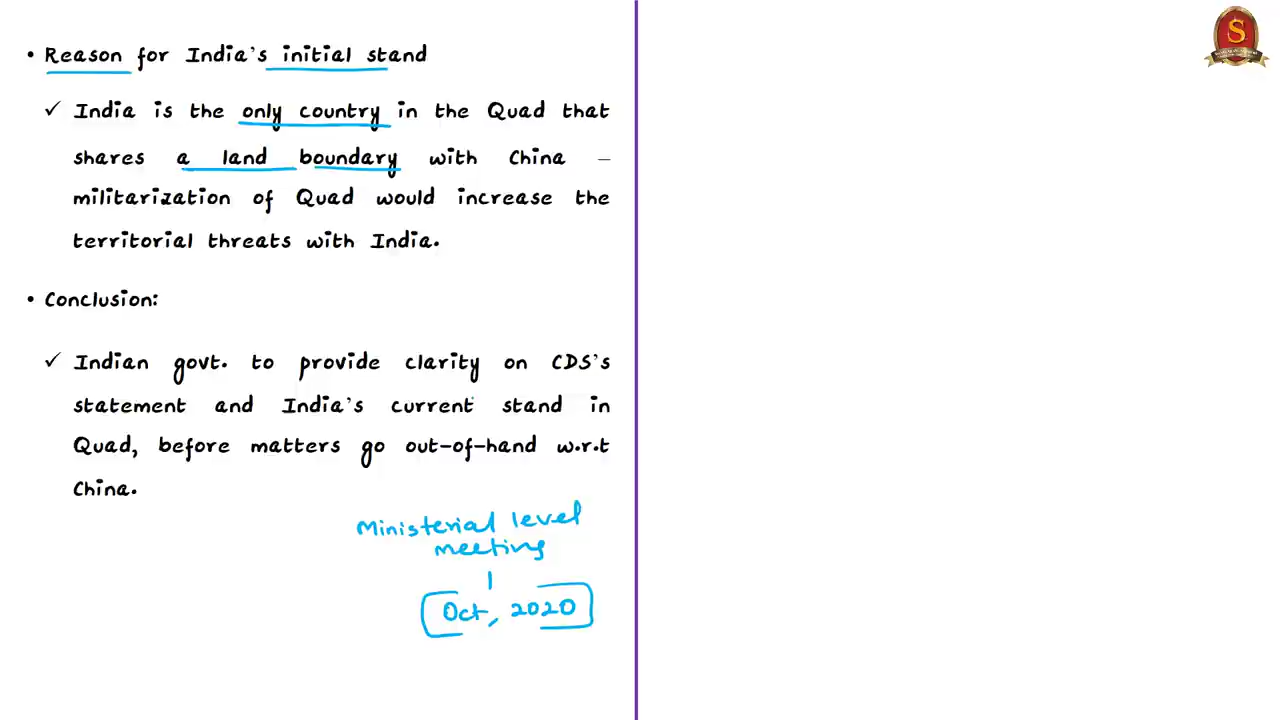 • Reason for India's initial stand
✓ India is the only country in the Quad that
shares a land boundary with China –
militarization of Quad would increase the
territorial threats with India.
• Conclusion:
✓ Indian govt. to provide clarity on CDS's
statement and India's current stand in
Quad, before matters go out-of-hand w.r.t
China.
Ministerial level
meeting
Oct, 2020
S